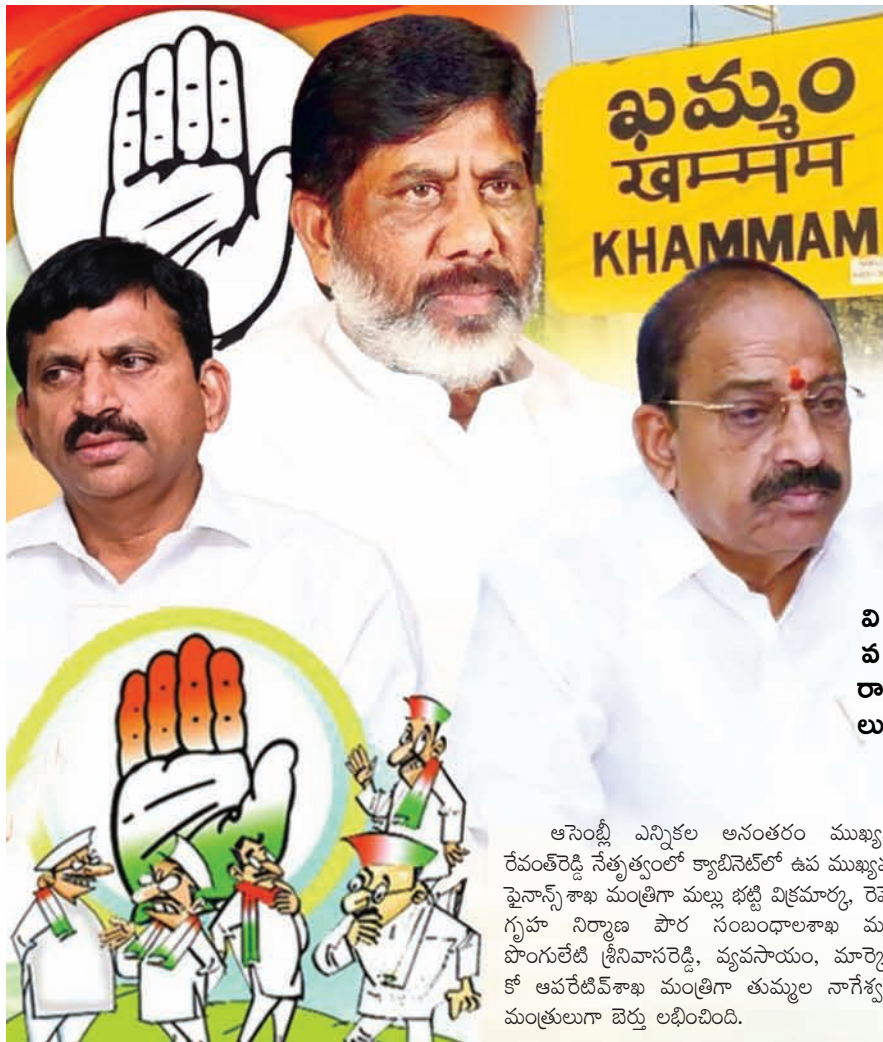 ఖమ్మం
खम्मम
KHAMMAM
వి
వ
రా
లు
ఆసెంబ్లీ ఎన్నికల అనంతరం ముఖ్య
రేవంత్‌రెడ్డి నేతృత్వంలో క్యాబినెట్‌లో ఉప ముఖ్య
ఫైనాన్స్ శాఖ మంత్రిగా మల్లు భట్టి విక్రమార్క,
గృహ నిర్మాణ పౌర సంబంధాలశాఖ మ
పొంగులేటి శ్రీనివాసరెడ్డి, వ్యవసాయం, మార్కె
కో ఆపరేటివ్‌శాఖ మంత్రిగా తుమ్మల నాగేశ్వ
మంత్రులుగా బెర్తు లభించింది.